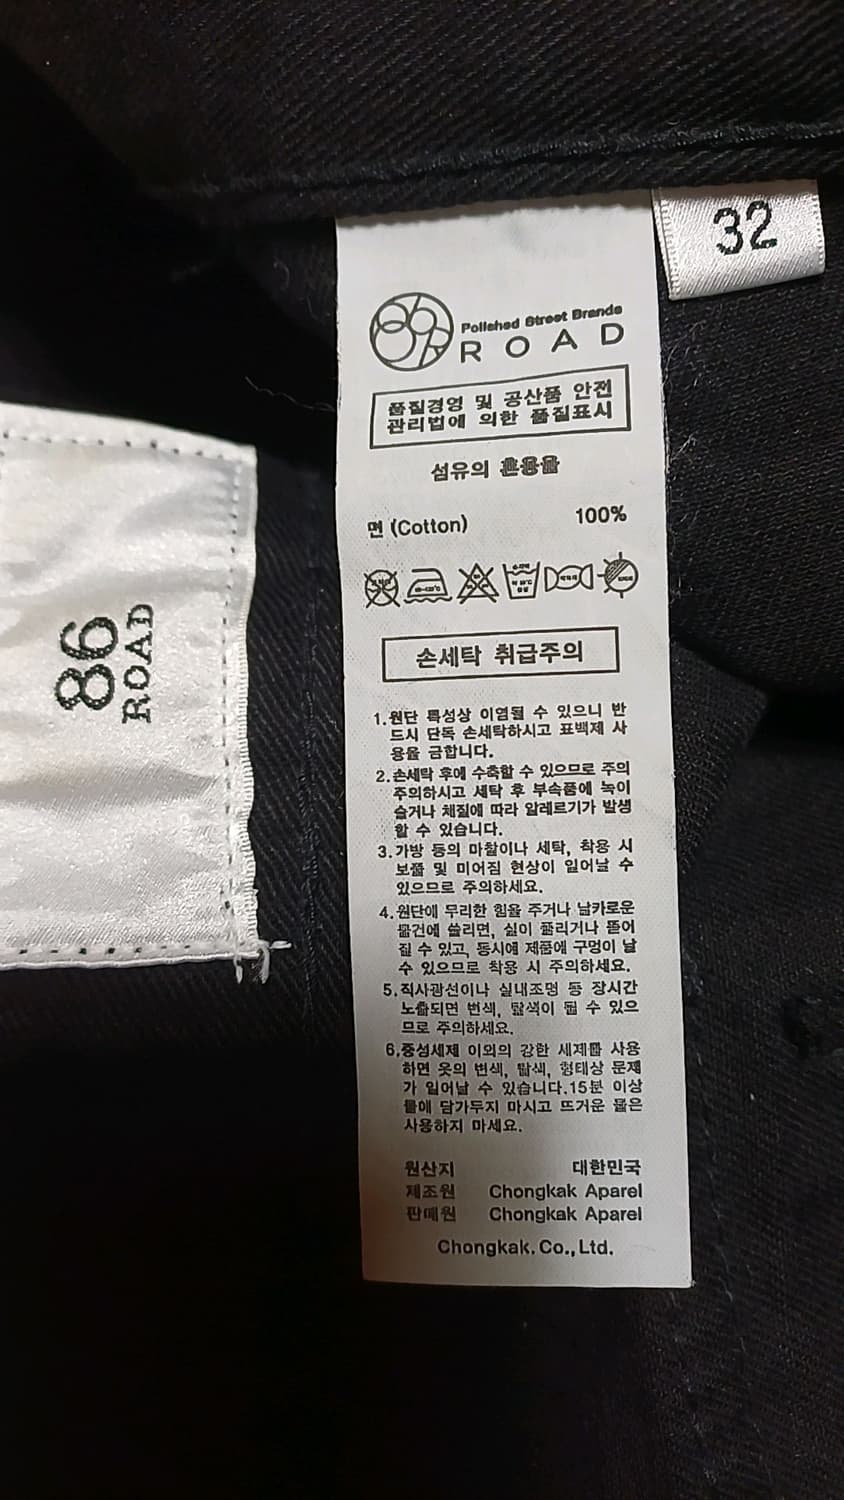 32
Polished Street Brands
ROAD
품질경영 및 공산품 안전
관리법에 의한 품질표시
섬유의 혼용율
면 (Cotton) 100%
손세탁 취급주의
1.원단 특성상 이염될 수 있으니 반
드시 단독 손세탁하시고 표백제 사
용을 금합니다.
2.손세탁 후에 수축할 수 있으므로 주의
주의하시고 세탁 후 부속품에 녹이
슬거나 체질에 따라 알레르기가 발생
할 수 있습니다.
3.가방 등의 마찰이나 세탁, 착용 시
보풀 및 미어짐 현상이 일어날 수
있으므로 주의하세요.
4.원단에 무리한 힘을 주거나 날카로운
물건에 쓸리면, 실이 풀리거나 뜯어
질 수 있고, 동시에 제품에 구멍이 날
수 있으므로 착용 시 주의하세요.
5.직사광선이나 실내조명 등 장시간
노출되면 변색, 탈색이 될 수 있으
므로 주의하세요.
6.중성세제 이외의 강한 세제를 사용
하면 옷의 변색, 탈색, 형태상 문제
가 일어날 수 있습니다.15분 이상
물에 담가두지 마시고 뜨거운 물은
사용하지 마세요.
원산지 대한민국
제조원 Chongkak Aparel
판매원 Chongkak Aparel
Chongkak. Co., Ltd.
86
ROAD